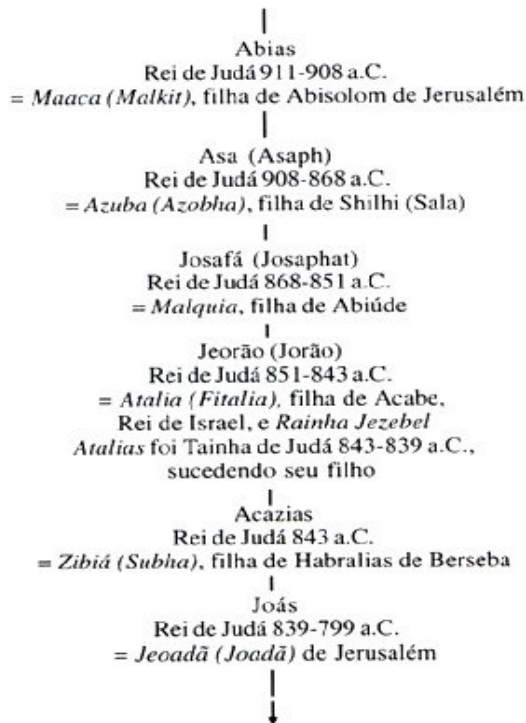 Abias
Rei de Judá 911-908 a.C.
= Maaca (Malkit), filha de Abisolom de Jerusalém
Asa (Asaph)
Rei de Judá 908-868 a.C.
= Azuba (Azobha), filha de Shilhi (Sala)
Josafá (Josaphat)
Rei de Judá 868-851 a.C.
= Malquia, filha de Abiúde
Jeorão (Jorão)
Rei de Judá 851-843 a.C.
= Atalia (Fitalia), filha de Acabe,
Rei de Israel, e Rainha Jezebel
Atalias foi Tainha de Judá 843-839 a.C.,
sucedendo seu filho
Acazias
Rei de Judá 843 a.C.
= Zibiá (Subha), filha de Habralias de Berseba
Joás
Rei de Judá 839-799 a.C.
= Jeoadã (Joadã) de Jerusalém